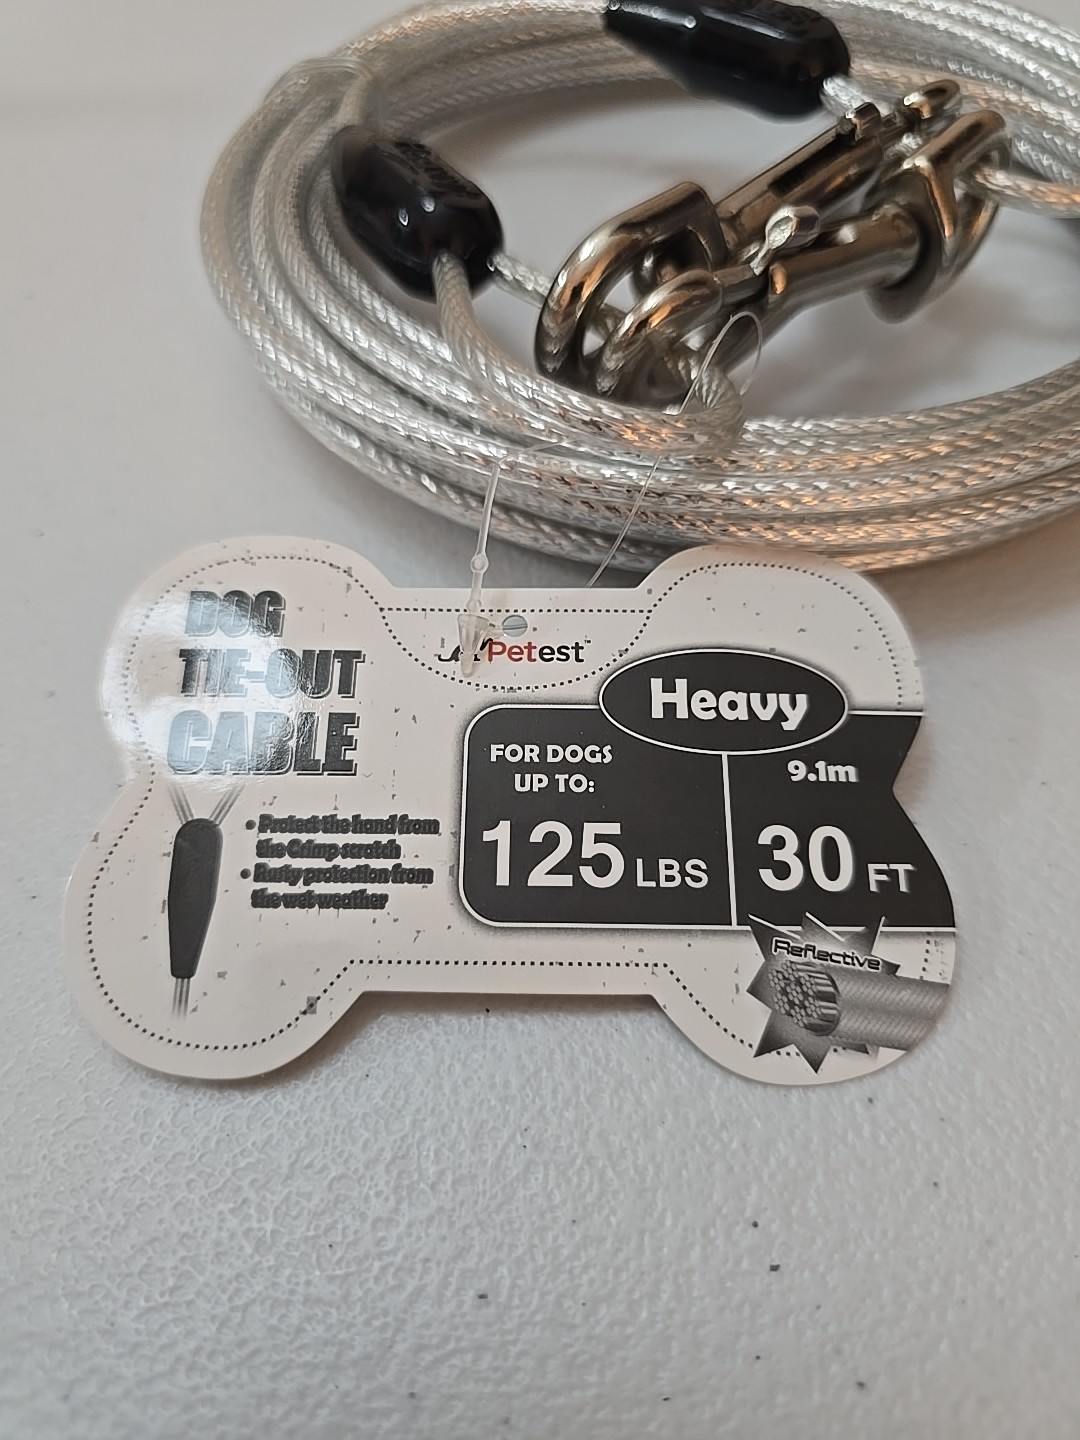 DOG
TIE-OUT
CABLE
Petest™
Heavy
FOR DOGS
UP TO:
125 LBS
9.1m
30 FT
• Protect the hand from
the Crimp scratch
• Rusty protection from
the wet weather
Reflective